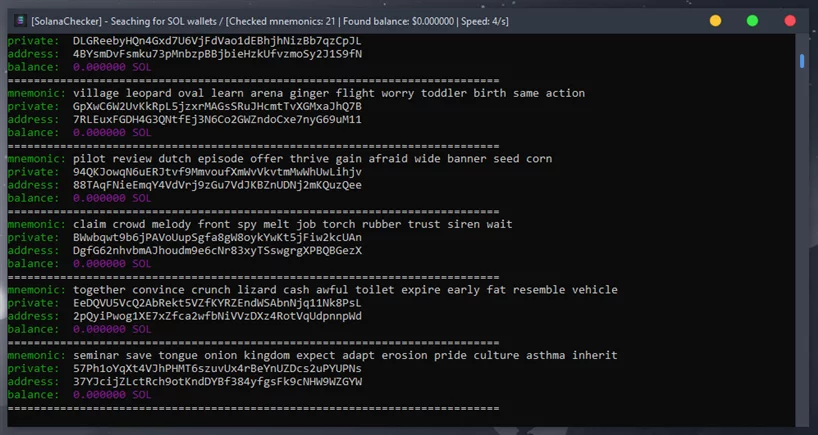 [SolanaChecker] - Seaching for SOL wallets / [Checked mnemonics: 21 | Found balance: $0.000000 | Speed: 4/s]
private: DLGReebyHQn4Gxd7U6VjFdVao1dEBhjhNizBb7qzCpJL
address: 4BYsmDvFsmku73pMnbzpBBjbieHzkUfvzmoSy2J1S9fN
balance: 0.000000 SOL
=================================================================
mnemonic: village leopard oval learn arena ginger flight worry toddler birth same action
private: GpXwC6W2UvKkRpL5jzxrMAGsSRuJHcmtTvXGMxaJhQ7B
address: 7RLEuxFGDH4G3QNtfEj3N6Co2GWZndoCxe7nyG69uM11
balance: 0.000000 SOL
=================================================================
mnemonic: pilot review dutch episode offer thrive gain afraid wide banner seed corn
private: 94QKJowqN6uERJtvf9MmvoufXmWvVkvtmMwWhUwLihjv
address: 88TAqFNieEmqY4VdVrj9zGu7VdJKBZnUDNj2mKQuzQee
balance: 0.000000 SOL
=================================================================
mnemonic: claim crowd melody front spy melt job torch rubber trust siren wait
private: BWwbqwt9b6jPAVoUupSgfa8gW8oykYwKt5jFiw2kcUAn
address: DgfG62nhvbmAJhoudm9e6cNr83xyTSswgrgXPBQBGezX
balance: 0.000000 SOL
=================================================================
mnemonic: together convince crunch lizard cash awful toilet expire early fat resemble vehicle
private: EeDQVU5VcQ2AbRekt5VZfKYRZEndWSAbnNjq11Nk8PsL
address: 2pQyiPwog1XE7xZfca2wfbNiVVzDXz4RotVqUdpnnpWd
balance: 0.000000 SOL
=================================================================
mnemonic: seminar save tongue onion kingdom expect adapt erosion pride culture asthma inherit
private: 57Ph1oYqXt4VJhPHMT6szuvUx4rBeYnUZDcs2uPYUPNs
address: 37YJcijZLctRch9otKndDYBf384yfgsFk9cNHW9WZGYW
balance: 0.000000 SOL
=================================================================